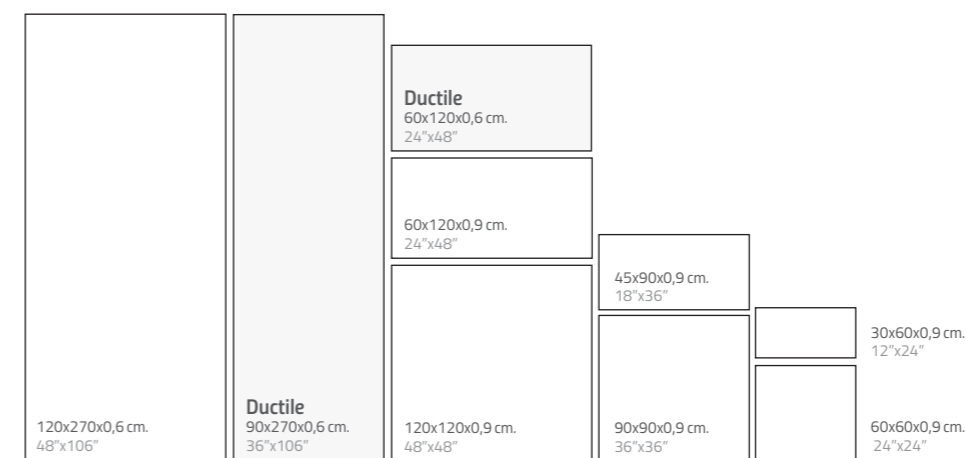 120x270x0,6 cm.
48”x106”
Ductile
90x270x0,6 cm.
36”x106”
Ductile
60x120x0,6 cm.
24”x48”
60x120x0,9 cm.
24”x48”
120x120x0,9 cm.
48”x48”
45x90x0,9 cm.
18”x36”
90x90x0,9 cm.
36”x36”
30x60x0,9 cm.
12”x24”
60x60x0,9 cm.
24”x24”